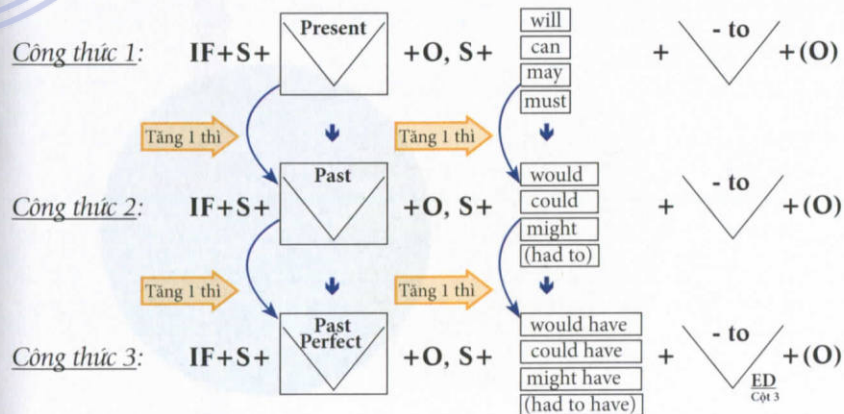 Công thức 1: IF+S+ Present +O, S+ will + - to +(O)
can
may
must
Tăng 1 thì Tăng 1 thì
Công thức 2: IF+S+ Past +O, S+ would + - to +(O)
could
might
(had to)
Tăng 1 thì Tăng 1 thì
Công thức 3: IF+S+ Past Perfect +O, S+ would have + - to +(O)
could have
might have
(had to have)
ED
Cột 3